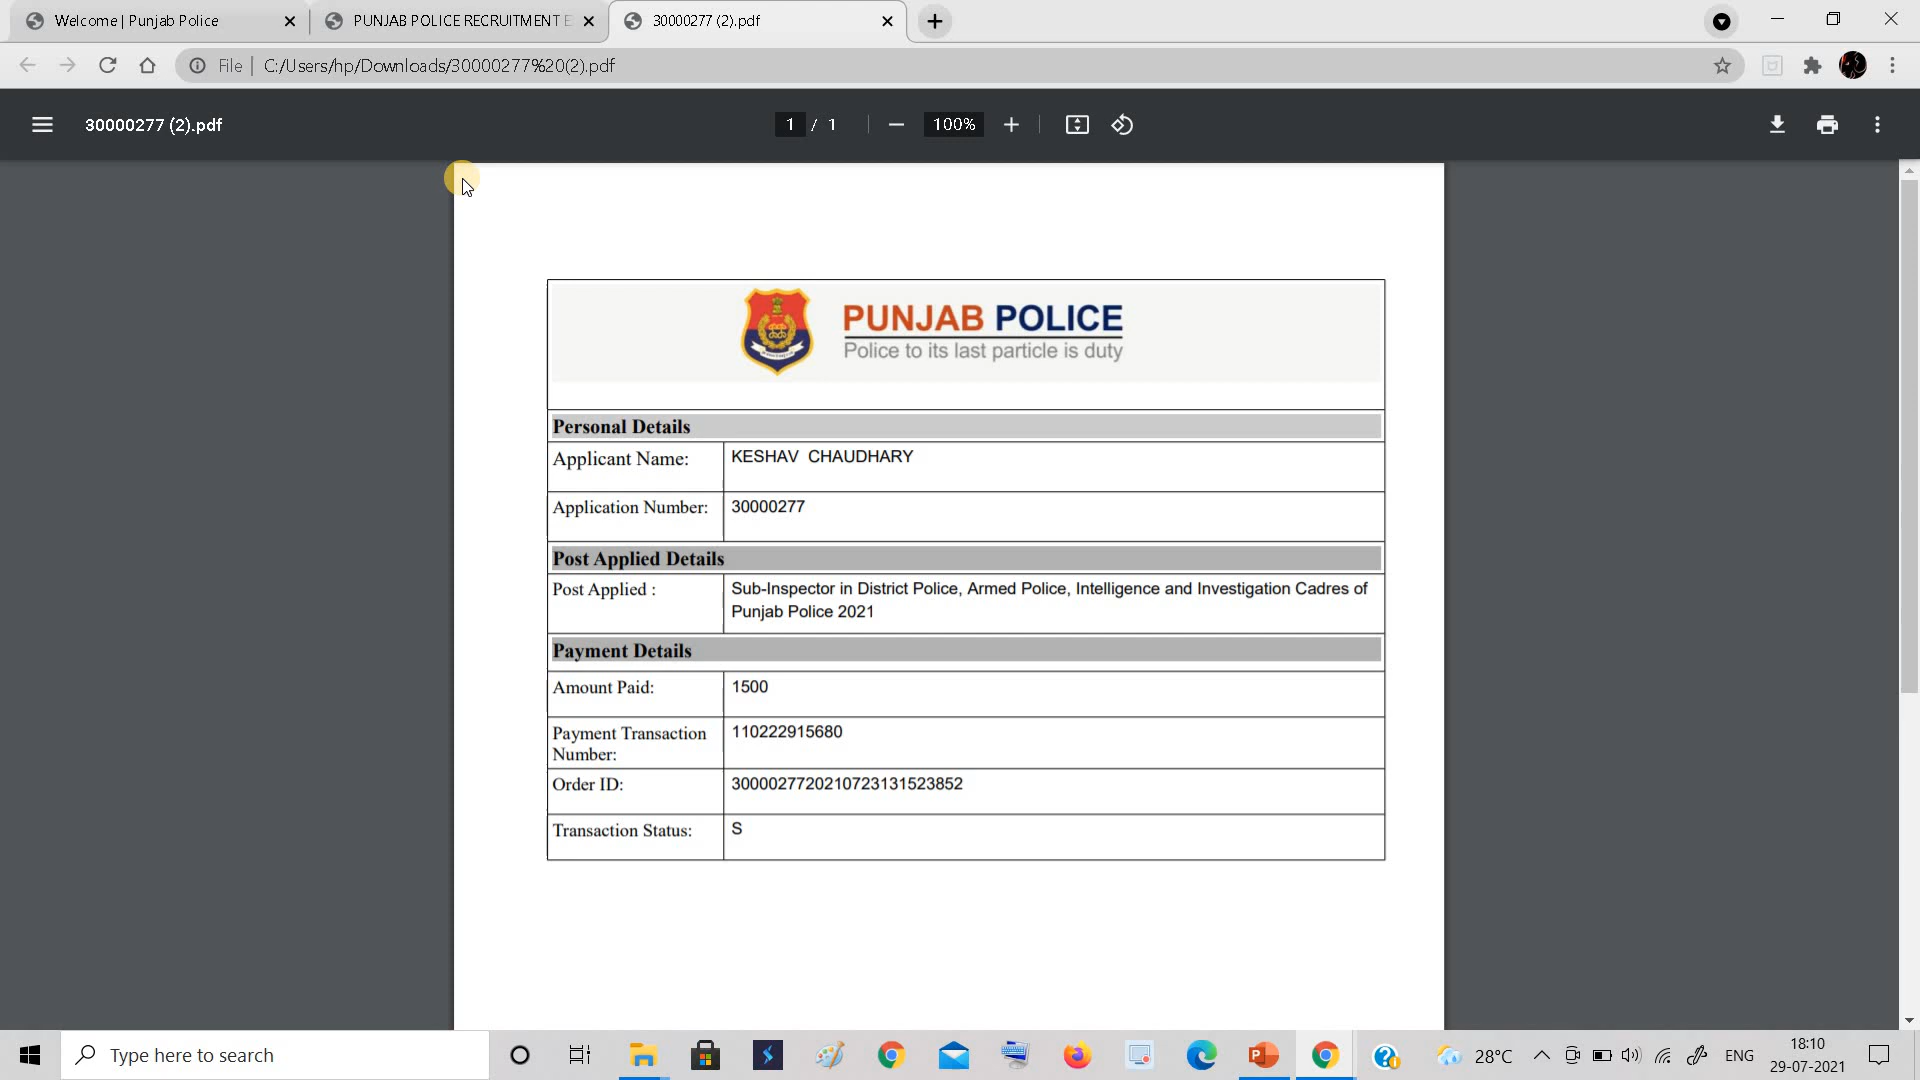 Welcome | Punjab Police
PUNJAB POLICE RECRUITMENT E
30000277 (2).pdf
File
C:/Users/hp/Downloads/30000277%20(2).pdf
30000277 (2).pdf
1 / 1
100%
PUNJAB POLICE
Police to its last particle is duty
Personal Details
Applicant Name: KESHAV CHAUDHARY
Application Number: 30000277
Post Applied Details
Post Applied : Sub-Inspector in District Police, Armed Police, Intelligence and Investigation Cadres of
Punjab Police 2021
Payment Details
Amount Paid: 1500
Payment Transaction 110222915680
Number:
Order ID: 3000027720210723131523852
Transaction Status: S
Type here to search
28°C
ENG
18:10
29-07-2021